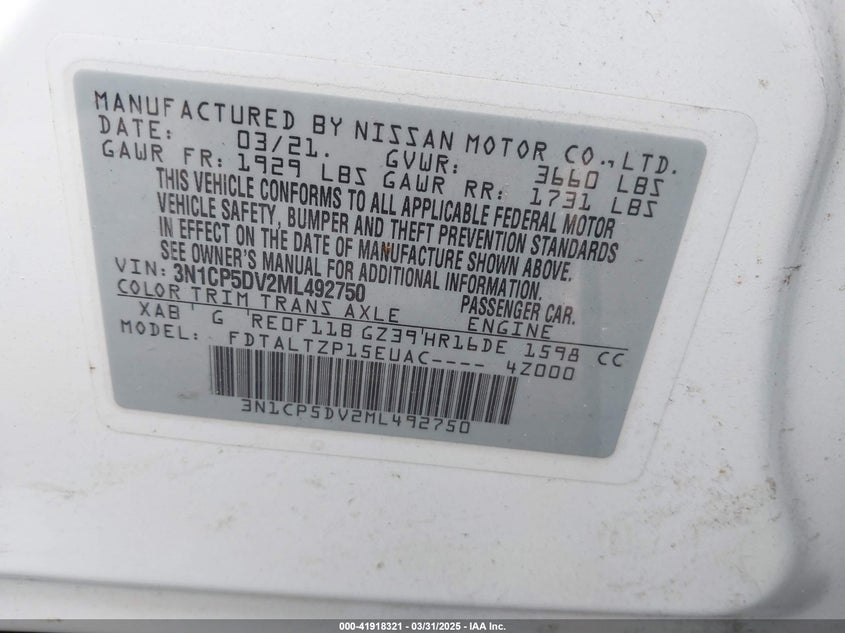 MANUFACTURED BY NISSAN MOTOR CO., LTD.
DATE: 03/21. GVWR: 3660 LBS
GAWR FR: 1929 LBS GAWR RR: 1731 LBS
THIS VEHICLE CONFORMS TO ALL APPLICABLE FEDERAL MOTOR
VEHICLE SAFETY, BUMPER AND THEFT PREVENTION STANDARDS
IN EFFECT ON THE DATE OF MANUFACTURE SHOWN ABOVE.
SEE OWNER'S MANUAL FOR ADDITIONAL INFORMATION.
VIN: 3N1CP5DV2ML492750 PASSENGER CAR.
COLOR TRIM TRANS AXLE ENGINE
XAB ' G 'RE0F11B GZ39'HR16DE 1598 CC
MODEL: FDTALTZP15EUAC---- 4Z000
3N1CP5DV2ML492750
000-41918321 - 03/31/2025 - IAA Inc.